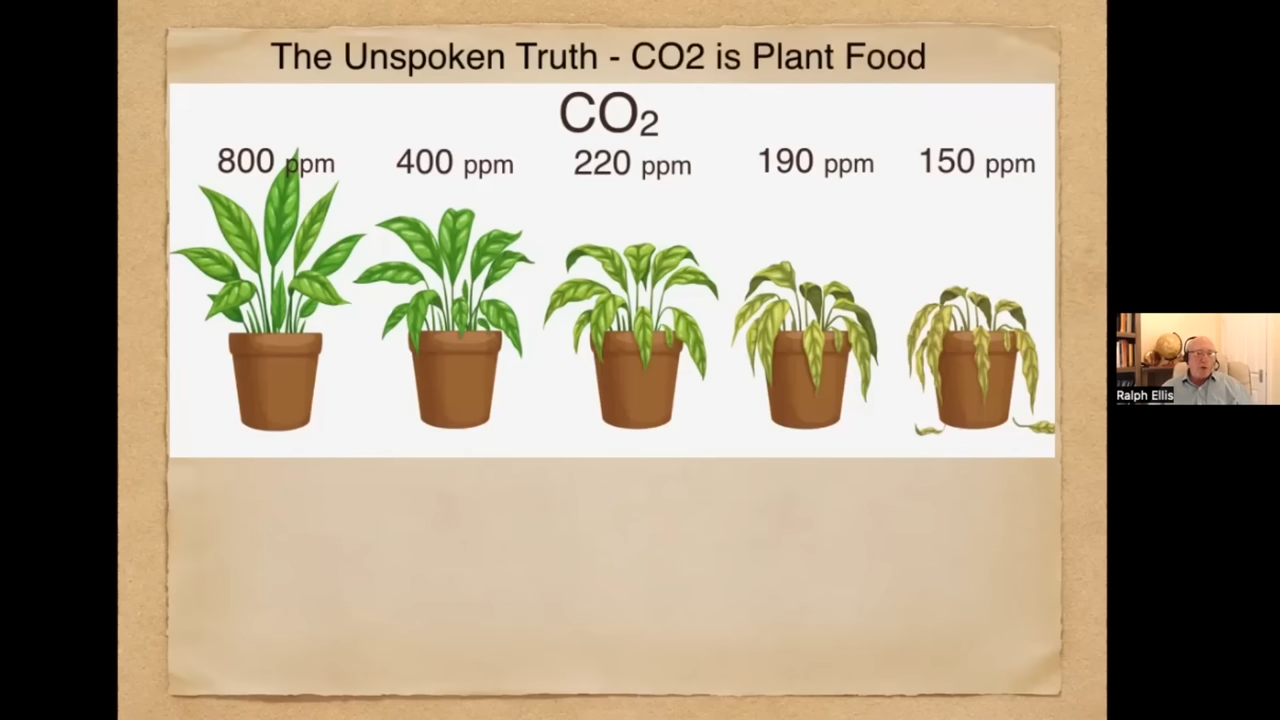 The Unspoken Truth - CO2 is Plant Food
CO₂
800 ppm 400 ppm 220 ppm 190 ppm 150 ppm
Ralph Ellis